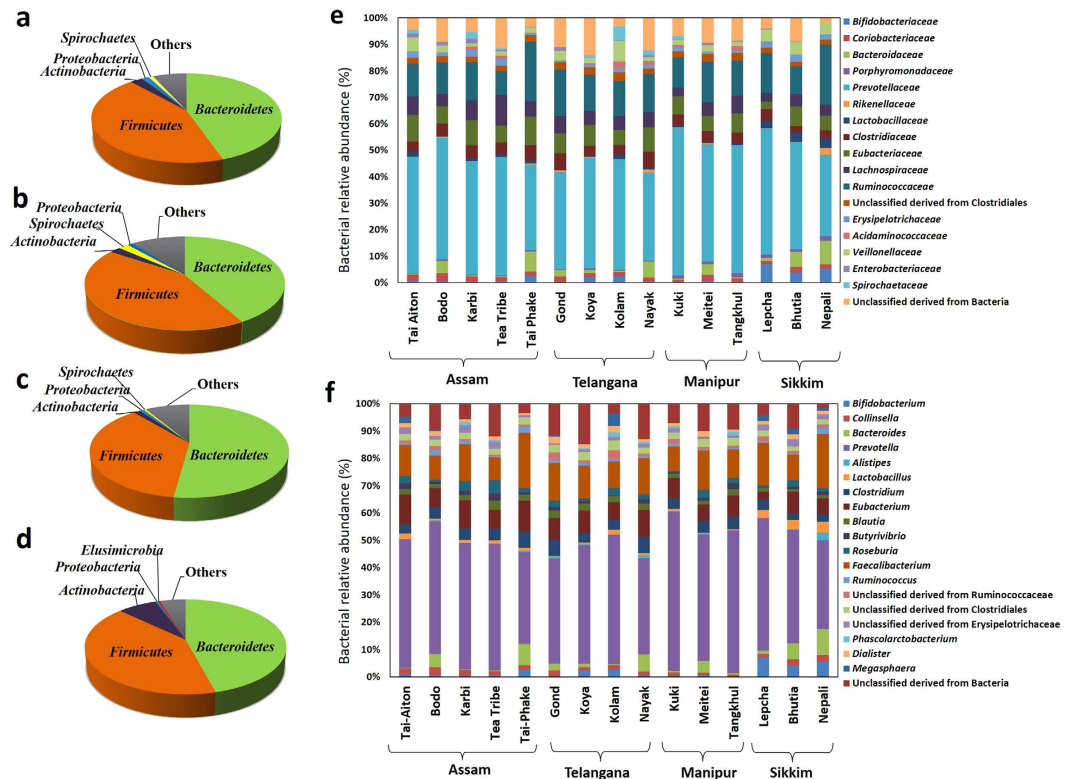 a
Spirochaetes
Proteobacteria
Actinobacteria
Others
Bacteroidetes
Firmicutes
b
Proteobacteria
Spirochaetes
Actinobacteria
Others
Bacteroidetes
Firmicutes
c
Spirochaetes
Proteobacteria
Actinobacteria
Others
Firmicutes
Bacteroidetes
d
Elusimicrobia
Proteobacteria
Actinobacteria
Others
Firmicutes
Bacteroidetes
e
Bacterial relative abundance (%)
100%
90%
80%
70%
60%
50%
40%
30%
20%
10%
0%
Tai Aiton
Bodo
Karbi
Tea Tribe
Tai Phake
Gond
Koya
Kolam
Nayak
Kuki
Meitei
Tangkhul
Lepcha
Bhutia
Nepali
Assam
Telangana
Manipur
Sikkim
Bifidobacteriaceae
Coriobacteriaceae
Bacteroidaceae
Porphyromonadaceae
Prevotellaceae
Rikenellaceae
Lactobacillaceae
Clostridiaceae
Eubacteriaceae
Lachnospiraceae
Ruminococcaceae
Unclassified derived from Clostridiales
Erysipelotrichaceae
Acidaminococcaceae
Veillonellaceae
Enterobacteriaceae
Spirochaetaceae
Unclassified derived from Bacteria
f
Bacterial relative abundance (%)
100%
90%
80%
70%
60%
50%
40%
30%
20%
10%
0%
Tai-Aiton
Bodo
Karbi
Tea Tribe
Tai-Phake
Gond
Koya
Kolam
Nayak
Kuki
Meitei
Tangkhul
Lepcha
Bhutia
Nepali
Assam
Telangana
Manipur
Sikkim
Bifidobacterium
Collinsella
Bacteroides
Prevotella
Alistipes
Lactobacillus
Clostridium
Eubacterium
Blautia
Butyrivibrio
Roseburia
Faecalibacterium
Ruminococcus
Unclassified derived from Ruminococcaceae
Unclassified derived from Clostridiales
Unclassified derived from Erysipelotrichaceae
Phascolarctobacterium
Dialister
Megasphaera
Unclassified derived from Bacteria